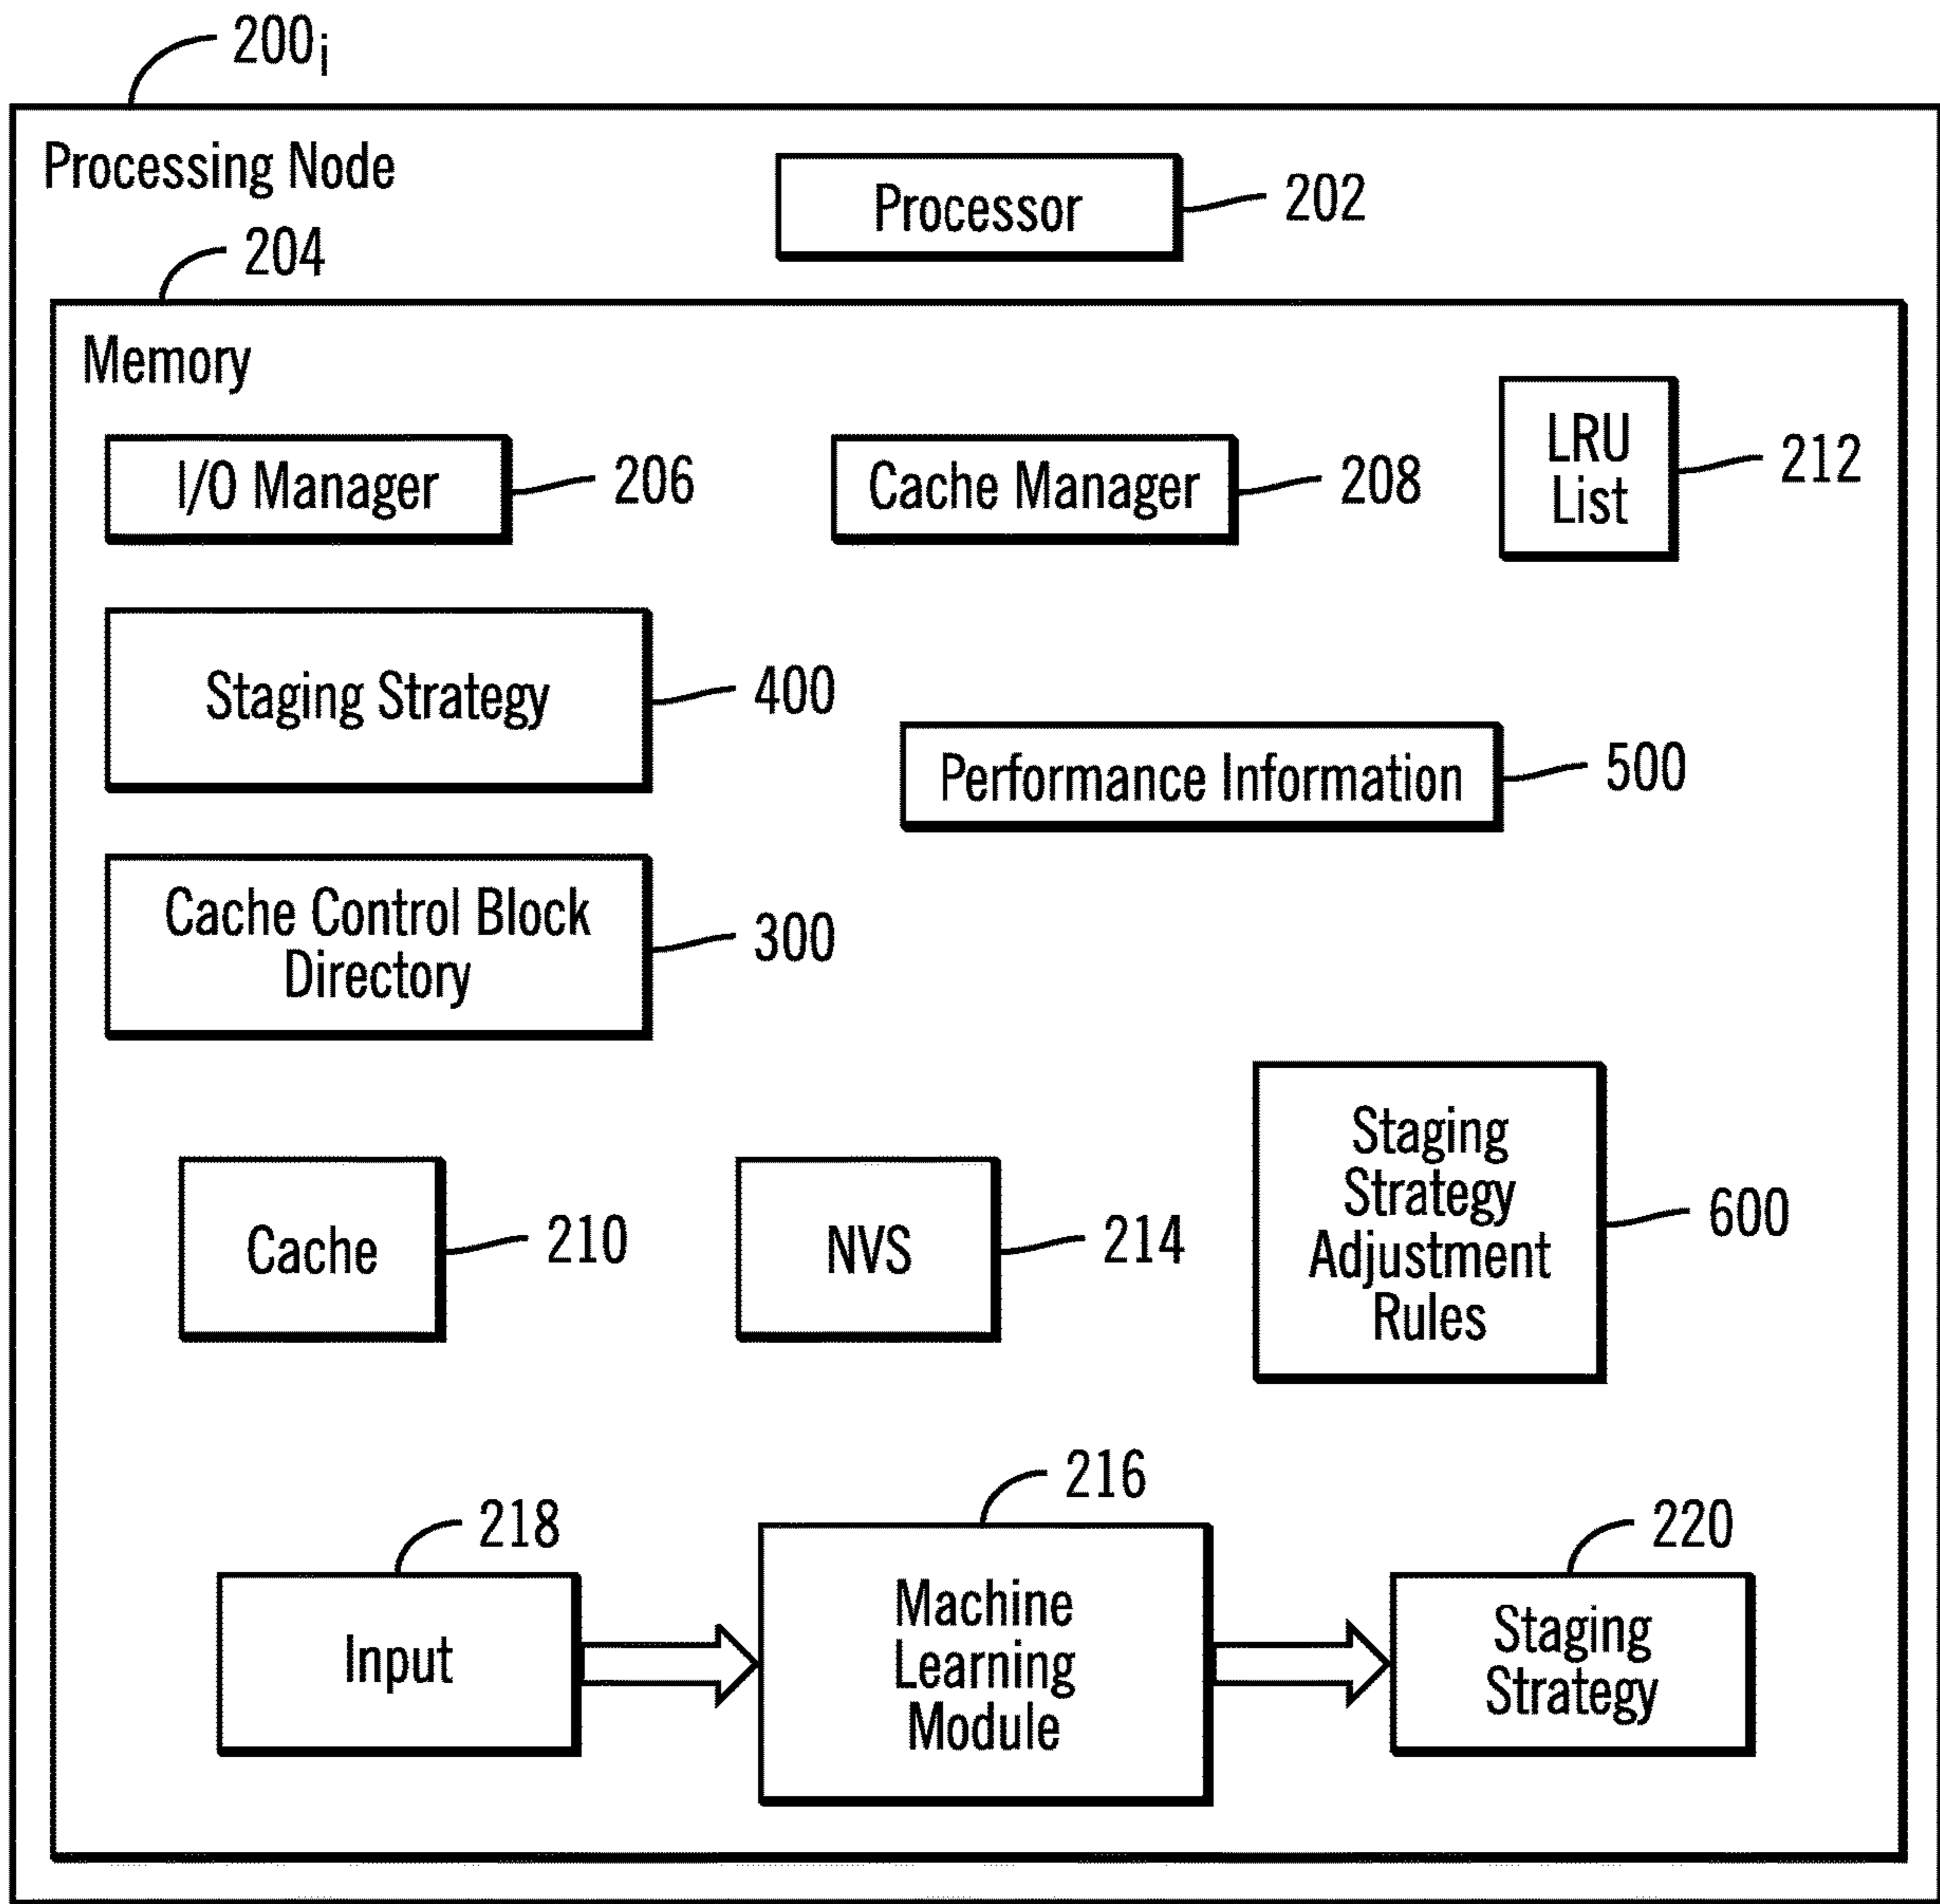 200i
Processing Node
Processor
202
204
Memory
I/O Manager
206
Cache Manager
208
LRU
List
212
Staging Strategy
400
Performance Information
500
Cache Control Block
Directory
300
Cache
210
NVS
214
Staging
Strategy
Adjustment
Rules
600
218
Input
216
Machine
Learning
Module
220
Staging
Strategy